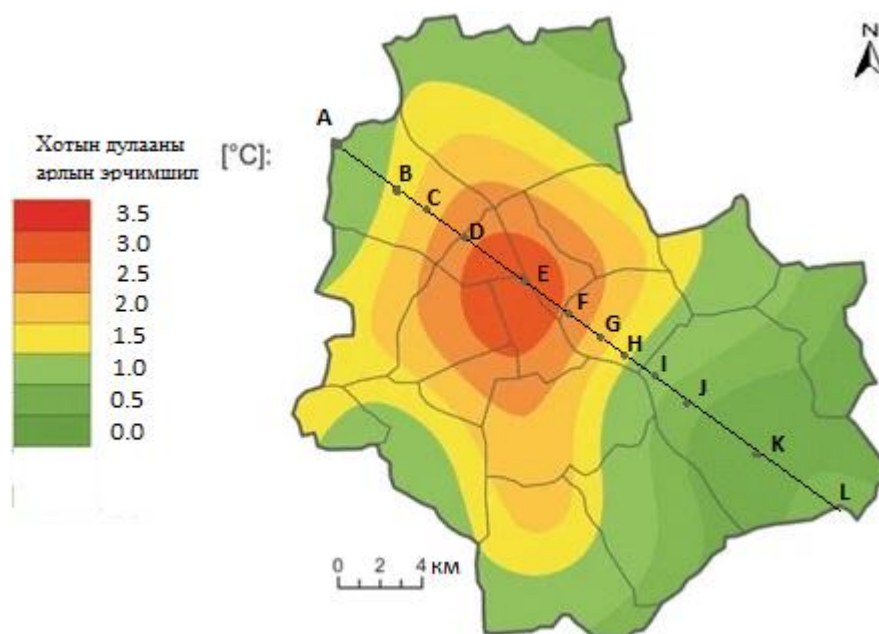 N
A
Хотын дулааны
арлын эрчимшил
[°C]:
3.5
3.0
2.5
2.0
1.5
1.0
0.5
0.0
B
C
D
E
F
G
H
I
J
K
L
0 2 4 км